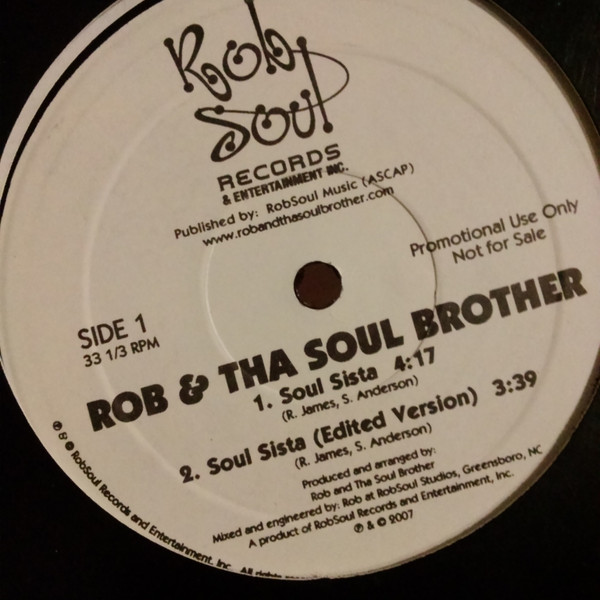 Rob
Soul
RECORDS
& ENTERTAINMENT INC.
Published by: RobSoul Music (ASCAP)
www.robandthasoulbrother.com
Promotional Use Only
Not for Sale
SIDE 1
33 1/3 RPM
ROB & THA SOUL BROTHER
1. Soul Sista 4:17
(R. James, S. Anderson)
2. Soul Sista (Edited Version) 3:39
(R. James, S. Anderson)
Produced and arranged by:
Rob and Tha Soul Brother
Mixed and engineered by: Rob at RobSoul Studios, Greensboro, NC
A product of RobSoul Records and Entertainment, Inc.
℗ & © 2007
℗ & © RobSoul Records and Entertainment, Inc. All